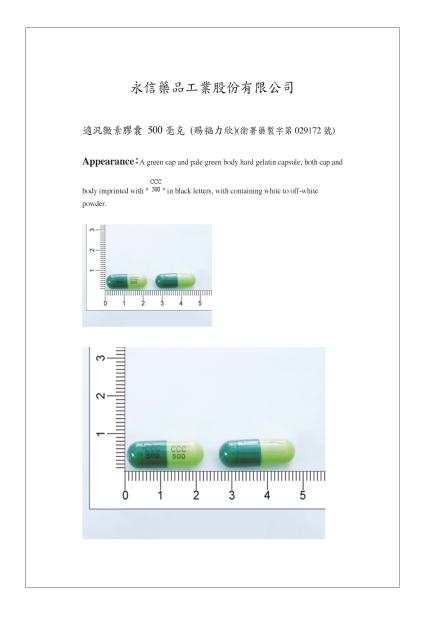 永信藥品工業股份有限公司
適汎黴素膠囊 500 毫克 (賜福力欣)(衛署藥製字第 029172 號)
Appearance：A green cap and pale green body hard gelatin capsule, both cap and
body imprinted with " CCC 500 " in black letters, with containing white to off-white
powder.
3
2
1
0 1 2 3 4 5
3
2
1
CCC CCC
500 500
0 1 2 3 4 5